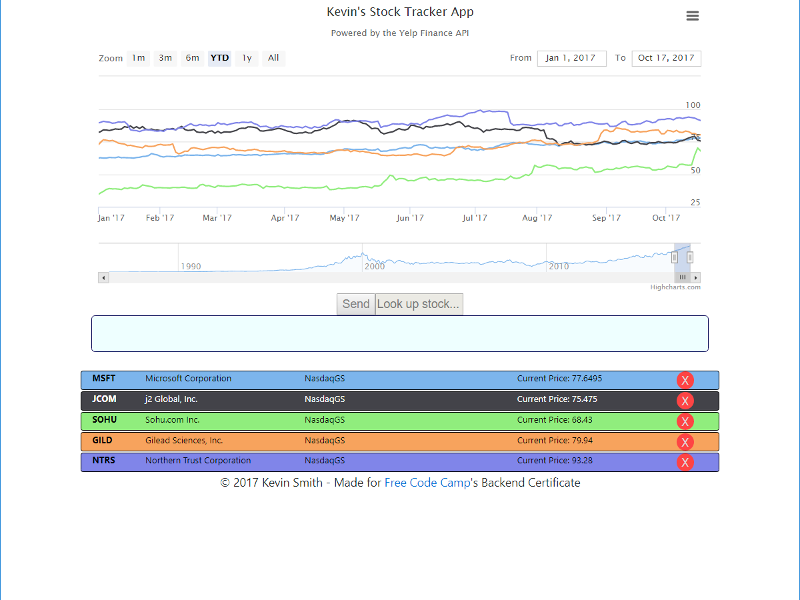 Kevin's Stock Tracker App
Powered by the Yelp Finance API
Zoom 1m 3m 6m YTD 1y All From Jan 1, 2017 To Oct 17, 2017
100
50
25
Jan '17 Feb '17 Mar '17 Apr '17 May '17 Jun '17 Jul '17 Aug '17 Sep '17 Oct '17
1990 2000 2010
Highcharts.com
Send Look up stock...
MSFT Microsoft Corporation NasdaqGS Current Price: 77.6495 X
JCOM j2 Global, Inc. NasdaqGS Current Price: 75.475 X
SOHU Sohu.com Inc. NasdaqGS Current Price: 68.43 X
GILD Gilead Sciences, Inc. NasdaqGS Current Price: 79.94 X
NTRS Northern Trust Corporation NasdaqGS Current Price: 93.28 X
© 2017 Kevin Smith - Made for Free Code Camp's Backend Certificate